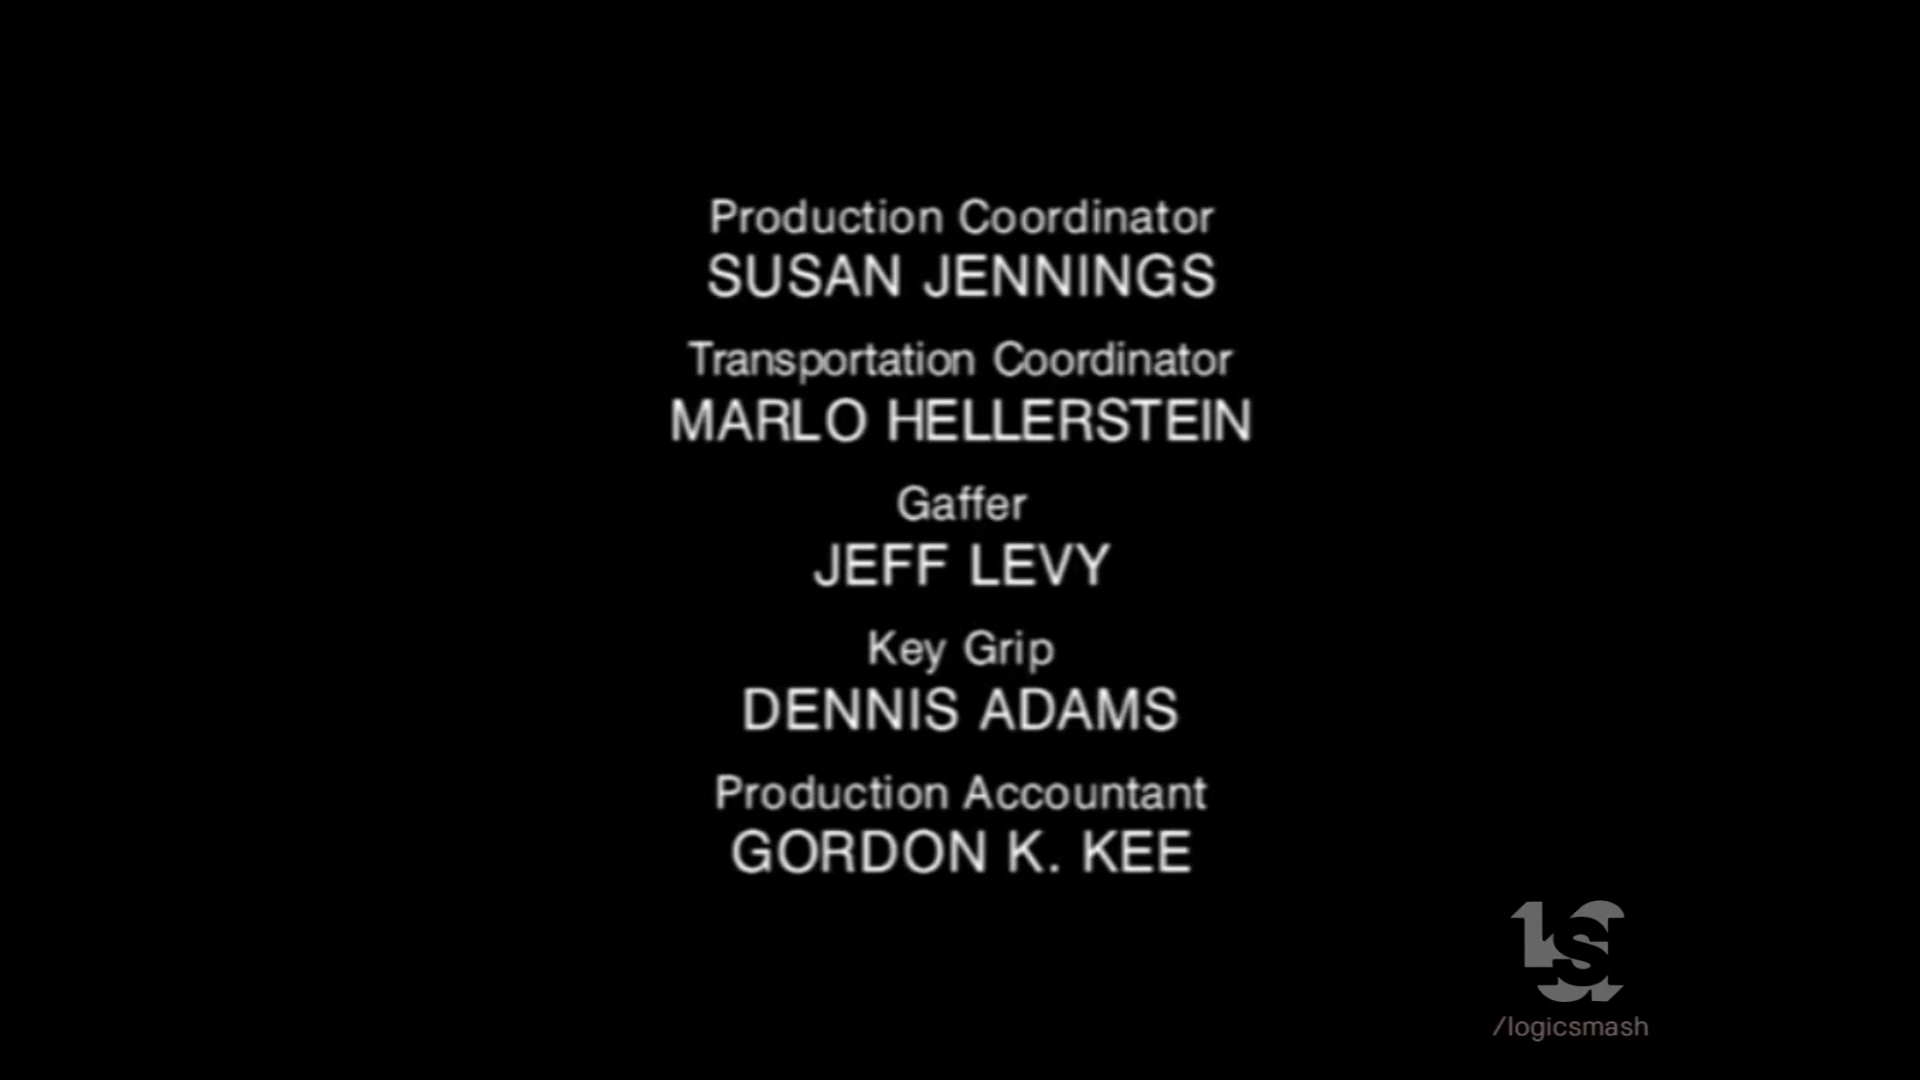 Production Coordinator
SUSAN JENNINGS
Transportation Coordinator
MARLO HELLERSTEIN
Gaffer
JEFF LEVY
Key Grip
DENNIS ADAMS
Production Accountant
GORDON K. KEE
/logicsmash